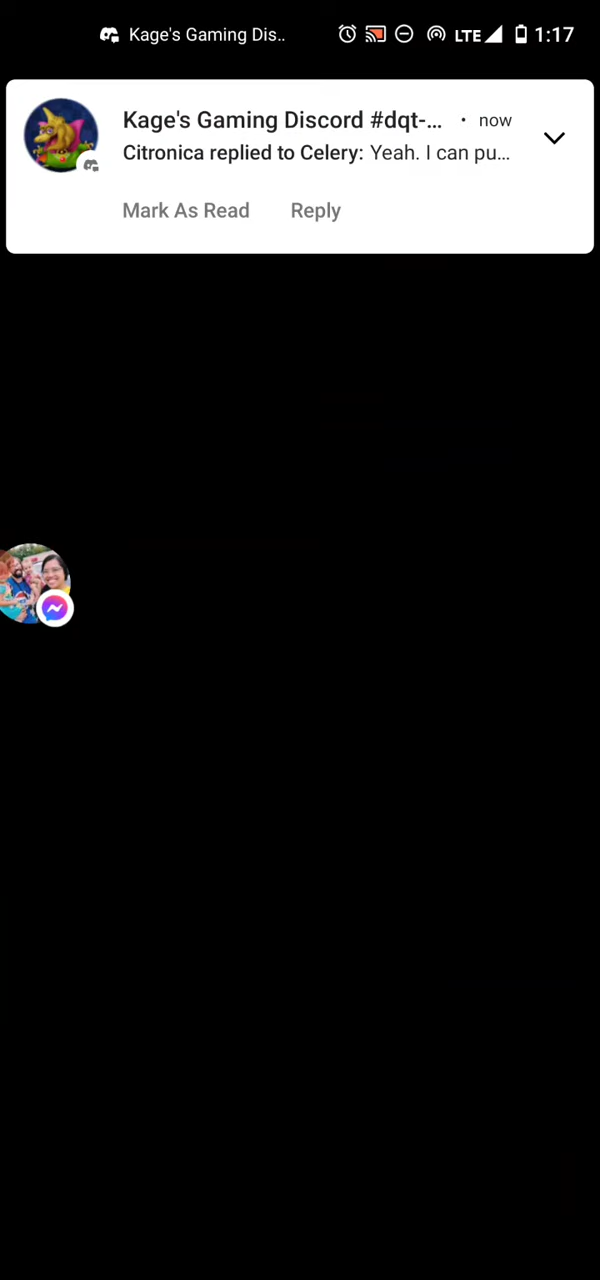 Kage's Gaming Dis.. LTE 1:17
Kage's Gaming Discord #dqt-... • now
Citronica replied to Celery: Yeah. I can pu...
Mark As Read Reply